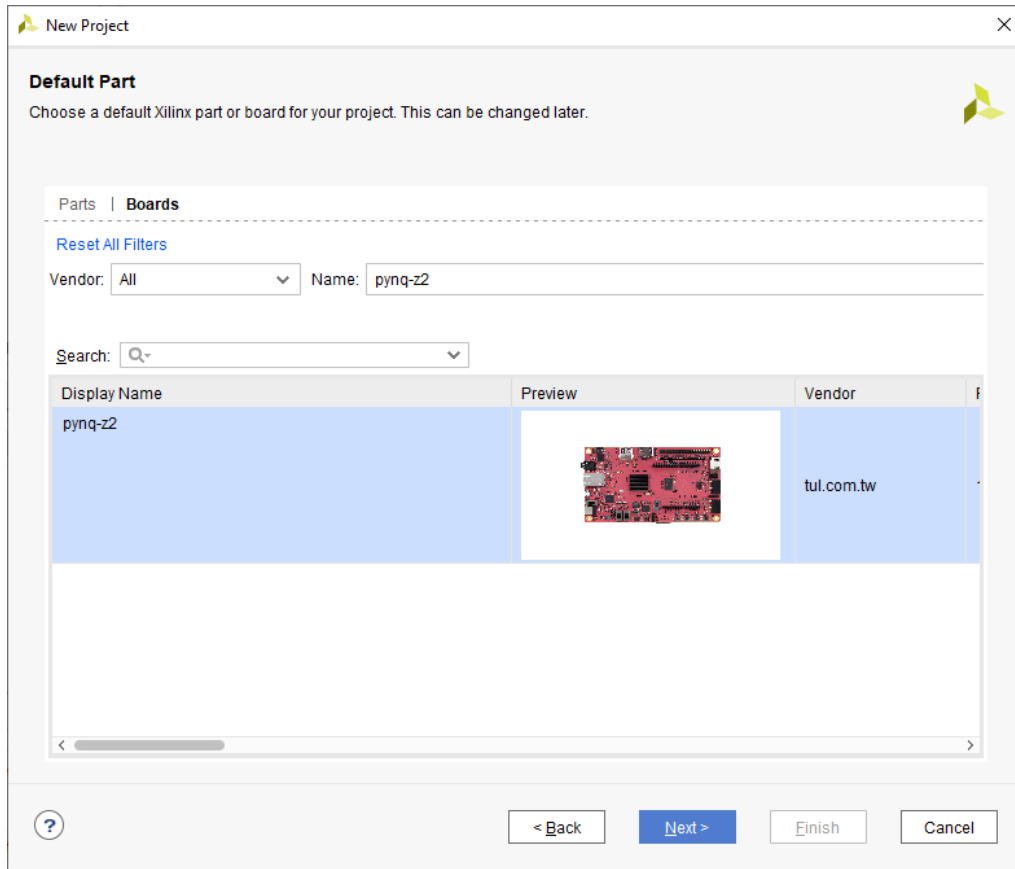 New Project
Default Part
Choose a default Xilinx part or board for your project. This can be changed later.
Parts | Boards
Reset All Filters
Vendor: All Name: pynq-z2
Search:
Display Name Preview Vendor
pynq-z2
tul.com.tw
? < Back Next > Finish Cancel